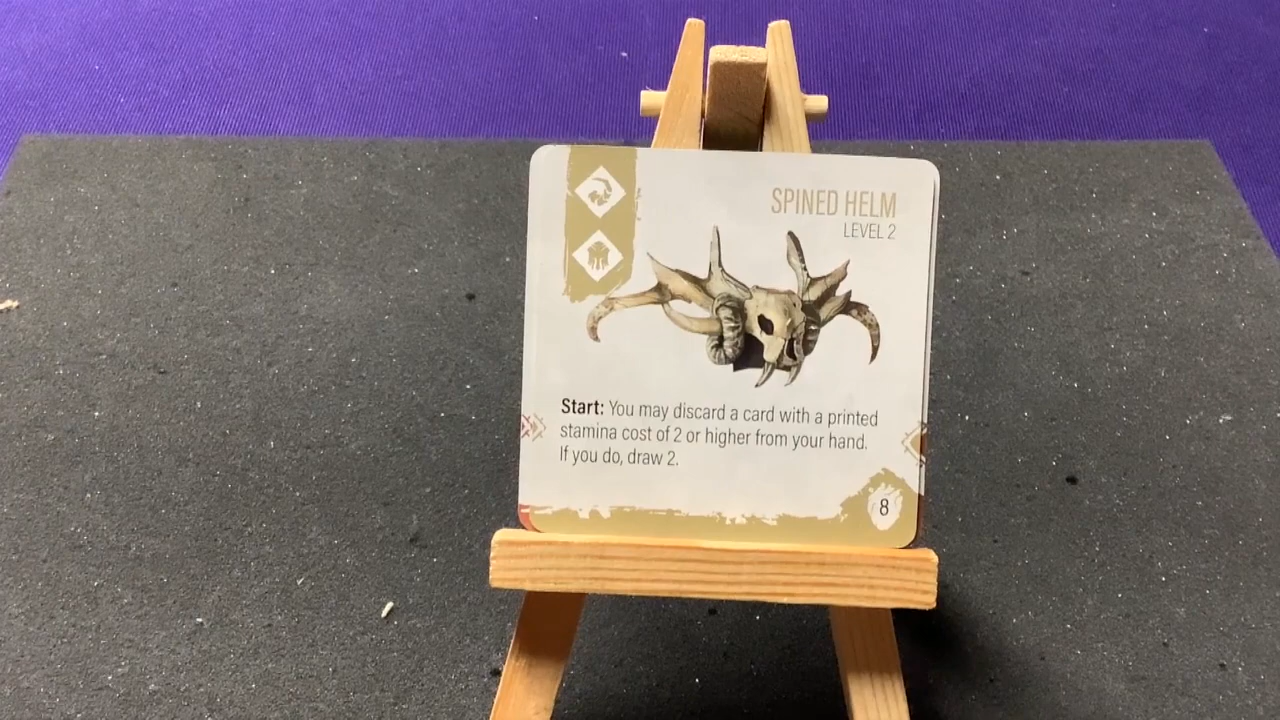 SPINED HELM
LEVEL 2
Start: You may discard a card with a printed
stamina cost of 2 or higher from your hand.
If you do, draw 2.
8